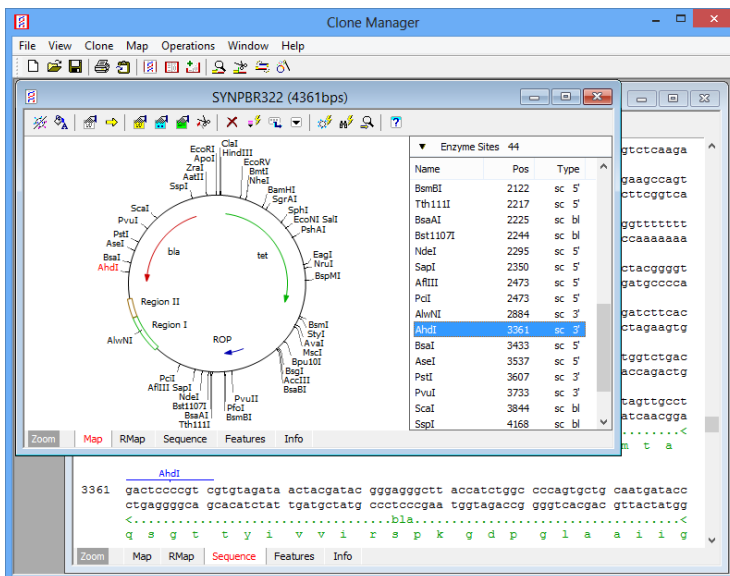 Clone Manager
File View Clone Map Operations Window Help
SYNPBR322 (4361bps)
EcoRI
ClaI
ApoI
HindIII
ZraI
EcoRV
AatII
BmtI
SspI
NheI
BamHI
SgrAI
ScaI
SphI
PvuI
EcoNI SalI
PshAI
PstI
AseI
bla
tet
EagI
BsaI
NruI
AhdI
BspMI
Region II
Region I
BsmI
StyI
AlwNI
ROP
AvaI
MscI
Bpu10I
BsgI
PciI
AccIII
AflIII SapI
BsaBI
NdeI
PvuII
Bst1107I
PfoI
BsaAI
BsmBI
Tth111I
▼ Enzyme Sites 44
Name Pos Type
BsmBI 2122 sc 5'
Tth111I 2217 sc 5'
BsaAI 2225 sc bl
Bst1107I 2244 sc bl
NdeI 2295 sc 5'
SapI 2350 sc 5'
AflIII 2473 sc 5'
PciI 2473 sc 5'
AlwNI 2884 sc 3'
AhdI 3361 sc 3'
BsaI 3433 sc 5'
AseI 3537 sc 5'
PstI 3607 sc 3'
PvuI 3733 sc 3'
ScaI 3844 sc bl
SspI 4168 sc bl
Zoom Map RMap Sequence Features Info
gtctcaaga
gaagccagt
cttcggtca
ggttttttt
ccaaaaaaa
ctacggggt
gatgcccca
gatcttcac
ctagaagtg
tggtctgac
accagactg
tagttgcct
atcaacgga
.........<
m t a
AhdI
3361 gactccccgt cgtgtagata actacgatac gggagggctt accatctggc cccagtgctg caatgatacc
ctgaggggca gcacatctat tgatgctatg ccctcccgaa tggtagaccg gggtcacgac gttactatgg
<.................................bla.................................<
q s g t t y i v v i r s p k g d p g l a a i i g
Zoom Map RMap Sequence Features Info